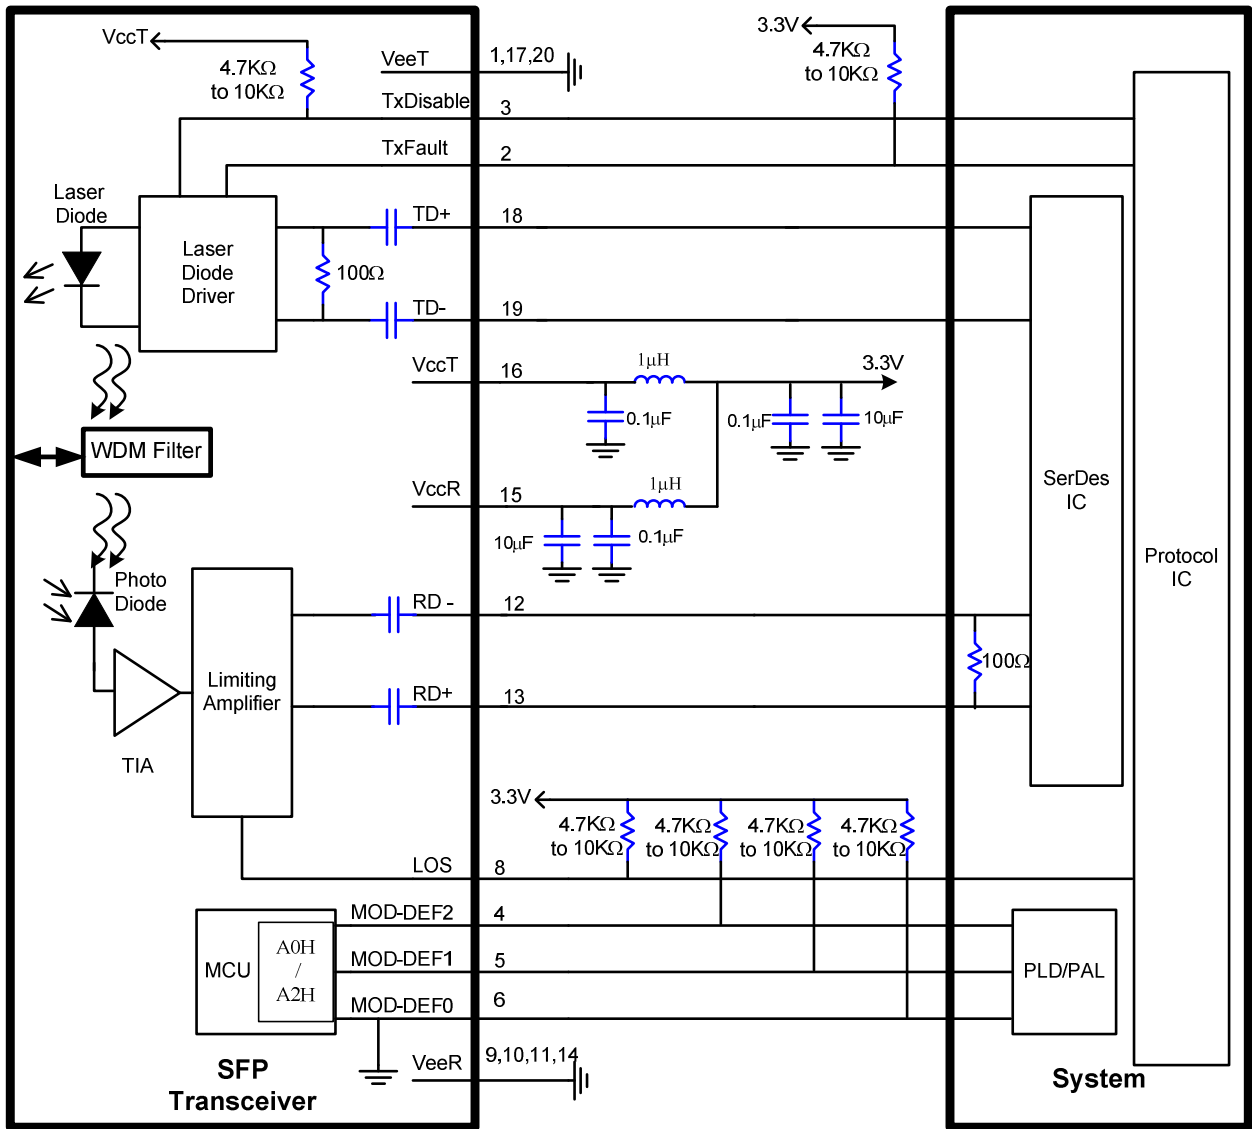 VccT
4.7KΩ
to 10KΩ
VeeT
1,17,20
TxDisable
3
TxFault
2
3.3V
4.7KΩ
to 10KΩ
Laser
Diode
Laser
Diode
Driver
100Ω
TD+
18
TD-
19
VccT
16
1μH
3.3V
0.1μF
0.1μF
10μF
WDM Filter
VccR
15
1μH
10μF
0.1μF
SerDes
IC
Protocol
IC
Photo
Diode
TIA
Limiting
Amplifier
RD -
12
RD+
13
100Ω
3.3V
4.7KΩ
to 10KΩ
4.7KΩ
to 10KΩ
4.7KΩ
to 10KΩ
4.7KΩ
to 10KΩ
LOS
8
MCU
A0H
/
A2H
MOD-DEF2
4
MOD-DEF1
5
MOD-DEF0
6
PLD/PAL
VeeR
9,10,11,14
SFP
Transceiver
System